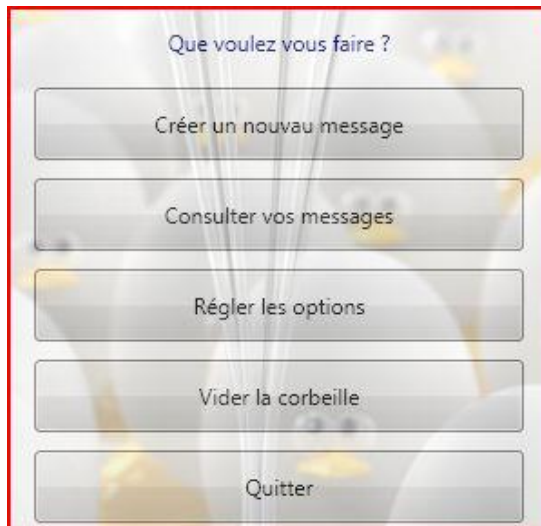 Que voulez vous faire ?
Créer un nouvau message
Consulter vos messages
Régler les options
Vider la corbeille
Quitter